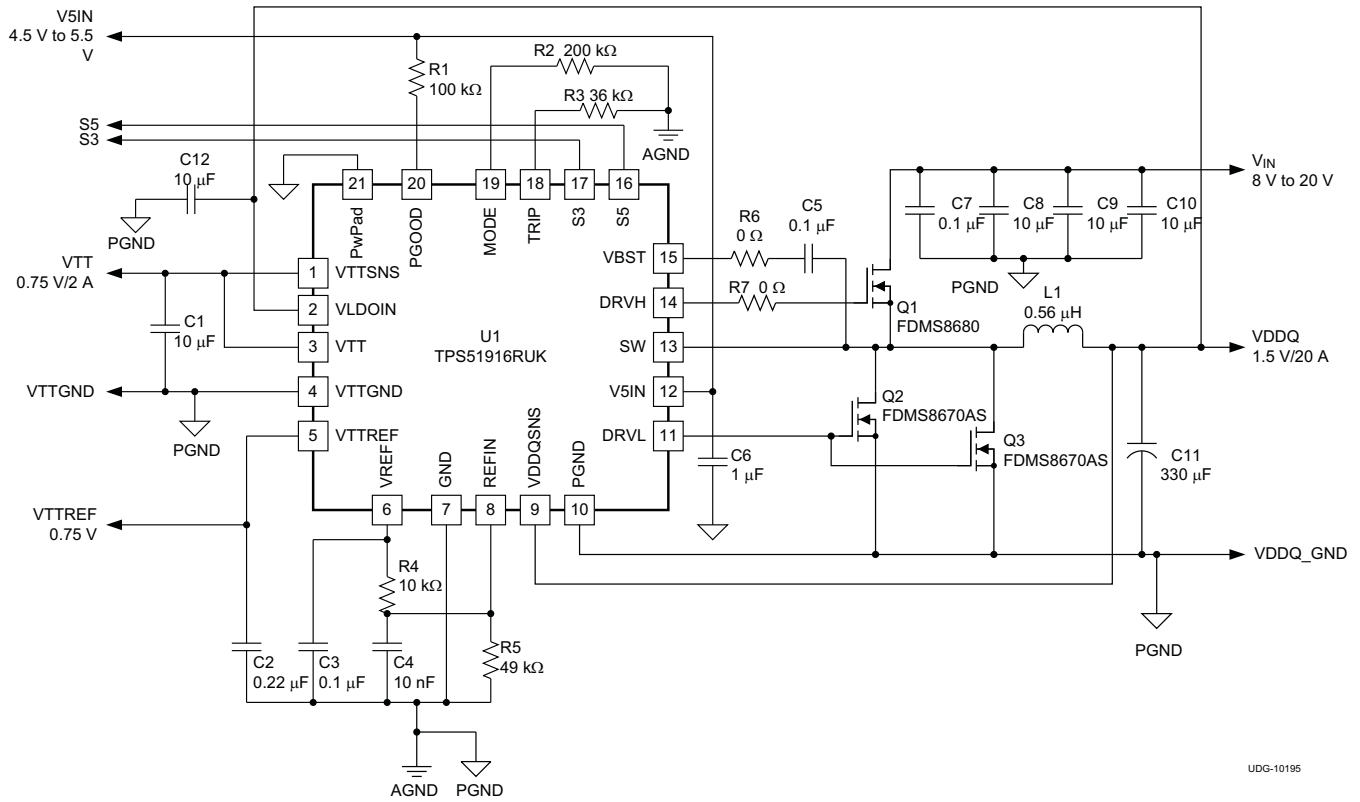 V5IN
4.5 V to 5.5
V
R1
100 kΩ
R2 200 kΩ
R3 36 kΩ
AGND
S5
S3
C12
10 μF
PGND
21
20
19
18
17
16
PwPad
PGOOD
MODE
TRIP
S3
S5
VTT
0.75 V/2 A
C1
10 μF
VTTGND
PGND
1 VTTSNS
2 VLDOIN
3 VTT
4 VTTGND
5 VTTREF
U1
TPS51916RUK
VBST 15
DRVH 14
SW 13
V5IN 12
DRVL 11
VREF
GND
REFIN
VDDQSNS
PGND
6
7
8
9
10
R6
0 Ω
C5
0.1 μF
R7 0 Ω
Q1
FDMS8680
C7
0.1 μF
C8
10 μF
C9
10 μF
C10
10 μF
PGND
VIN
8 V to 20 V
L1
0.56 μH
VDDQ
1.5 V/20 A
Q2
FDMS8670AS
Q3
FDMS8670AS
C6
1 μF
C11
330 μF
VDDQ_GND
PGND
VTTREF
0.75 V
R4
10 kΩ
C2
0.22 μF
C3
0.1 μF
C4
10 nF
R5
49 kΩ
AGND
PGND
UDG-10195